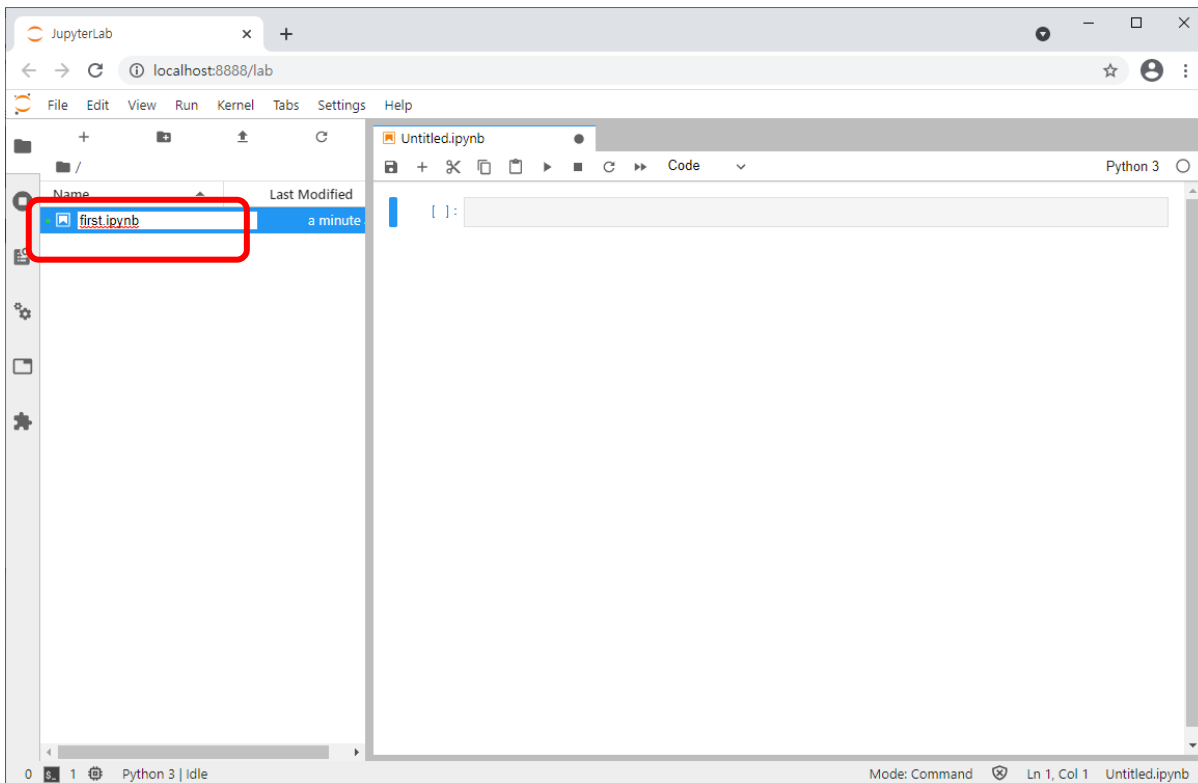 JupyterLab
localhost:8888/lab
File Edit View Run Kernel Tabs Settings Help
Untitled.ipynb
/
Code
Python 3
Name Last Modified
first.ipynb a minute
[ ]:
0 1 Python 3 | Idle
Mode: Command Ln 1, Col 1 Untitled.ipynb